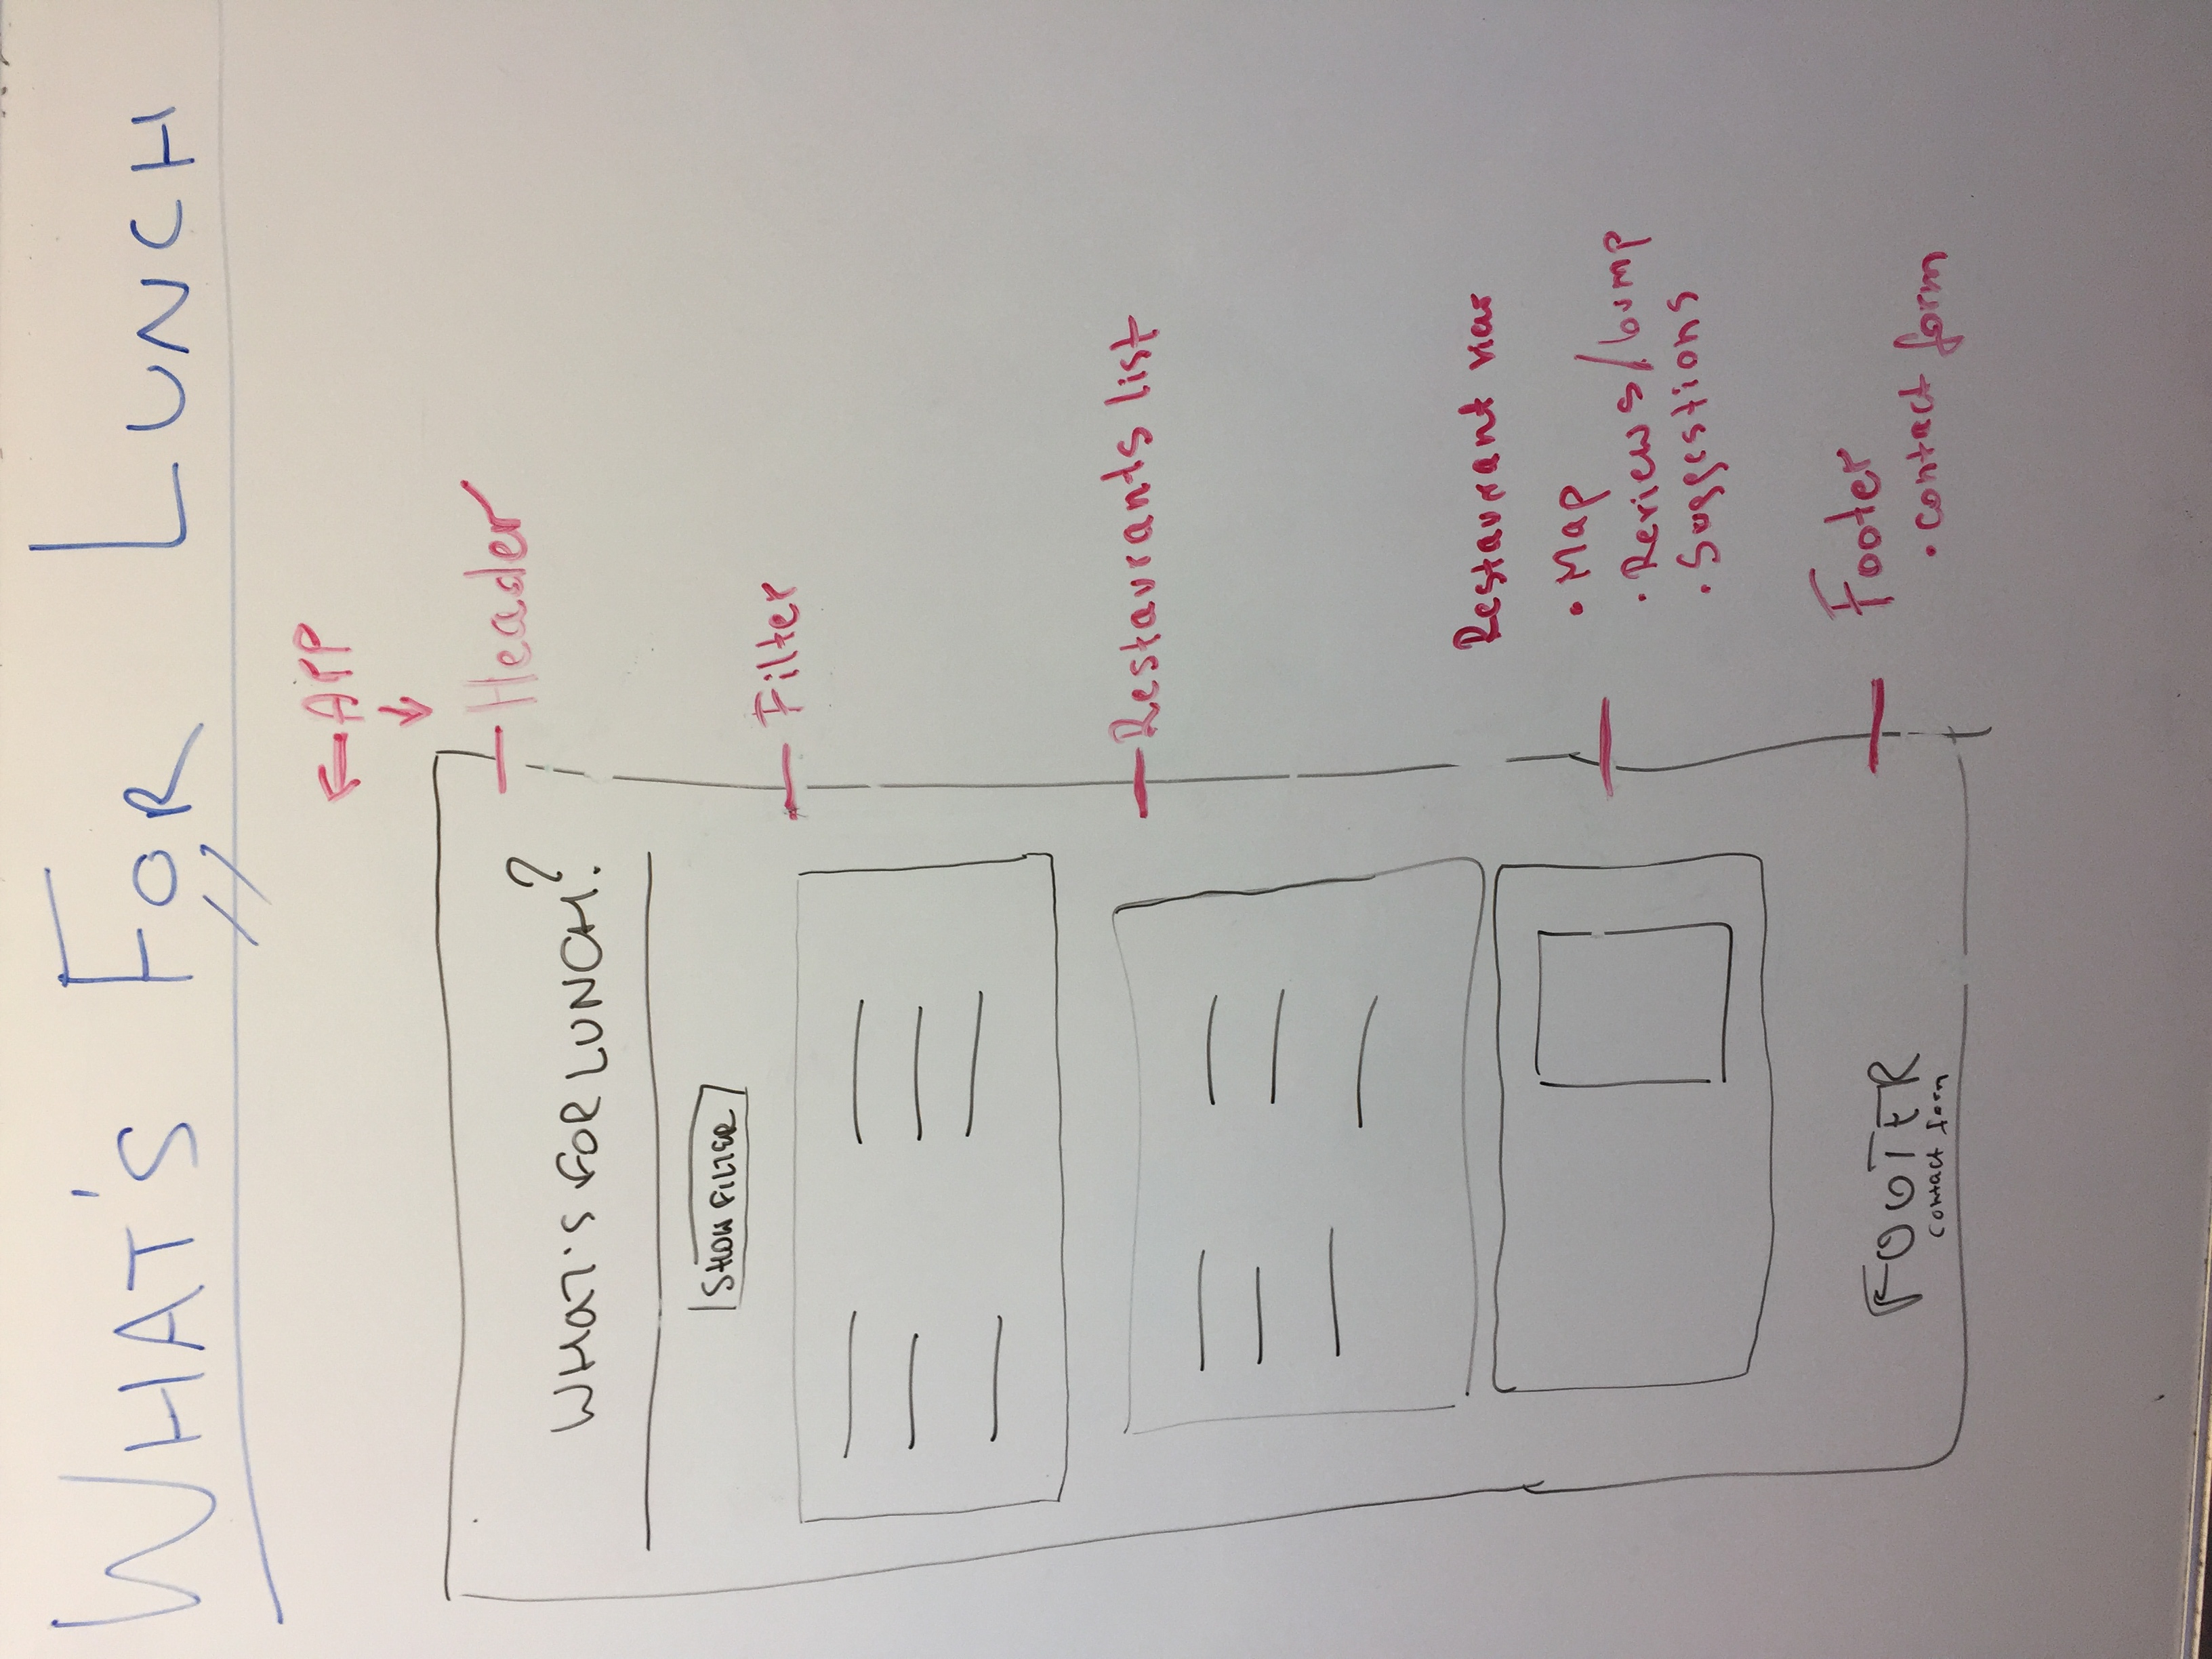 WHAT'S FOR LUNCH
APP
Header
WHAT'S FOR LUNCH?
SHOW FILTER
Filter
Restaurants list
Restaurant view
• Map
• Reviews/bump
• Suggestions
Footer
• contact form
FOOTER
contact form